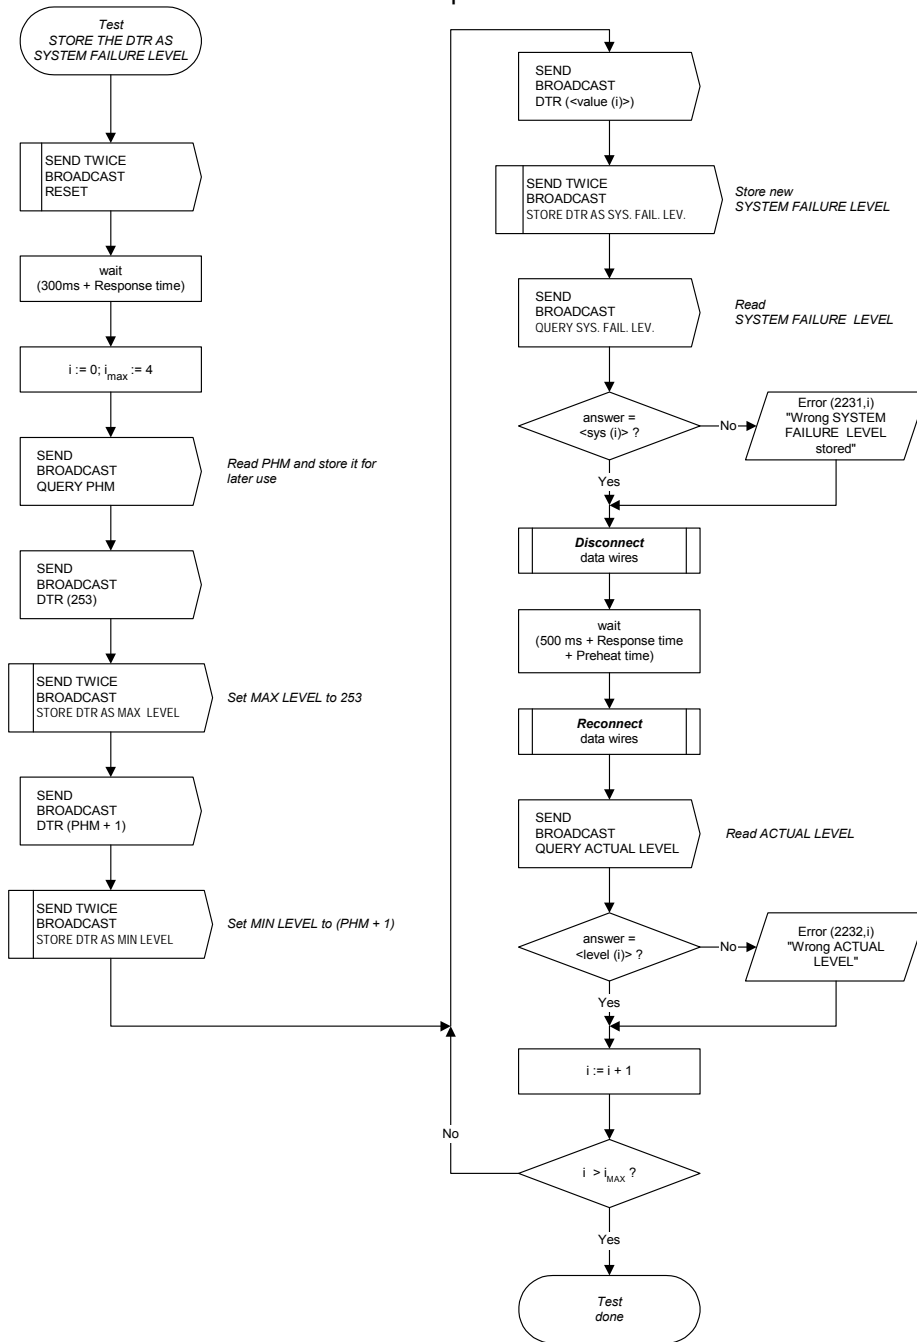 Test
STORE THE DTR AS
SYSTEM FAILURE LEVEL
SEND TWICE
BROADCAST
RESET
wait
(300ms + Response time)
i := 0; imax := 4
SEND
BROADCAST
QUERY PHM
Read PHM and store it for
later use
SEND
BROADCAST
DTR (253)
SEND TWICE
BROADCAST
STORE DTR AS MAX LEVEL
Set MAX LEVEL to 253
SEND
BROADCAST
DTR (PHM + 1)
SEND TWICE
BROADCAST
STORE DTR AS MIN LEVEL
Set MIN LEVEL to (PHM + 1)
SEND
BROADCAST
DTR (<value (i)>)
SEND TWICE
BROADCAST
STORE DTR AS SYS. FAIL. LEV.
Store new
SYSTEM FAILURE LEVEL
SEND
BROADCAST
QUERY SYS. FAIL. LEV.
Read
SYSTEM FAILURE LEVEL
answer =
<sys (i)> ?
No
Error (2231,i)
"Wrong SYSTEM
FAILURE LEVEL
stored"
Yes
Disconnect
data wires
wait
(500 ms + Response time
+ Preheat time)
Reconnect
data wires
SEND
BROADCAST
QUERY ACTUAL LEVEL
Read ACTUAL LEVEL
answer =
<level (i)> ?
No
Error (2232,i)
"Wrong ACTUAL
LEVEL"
Yes
i := i + 1
No
i > iMAX ?
Yes
Test
done